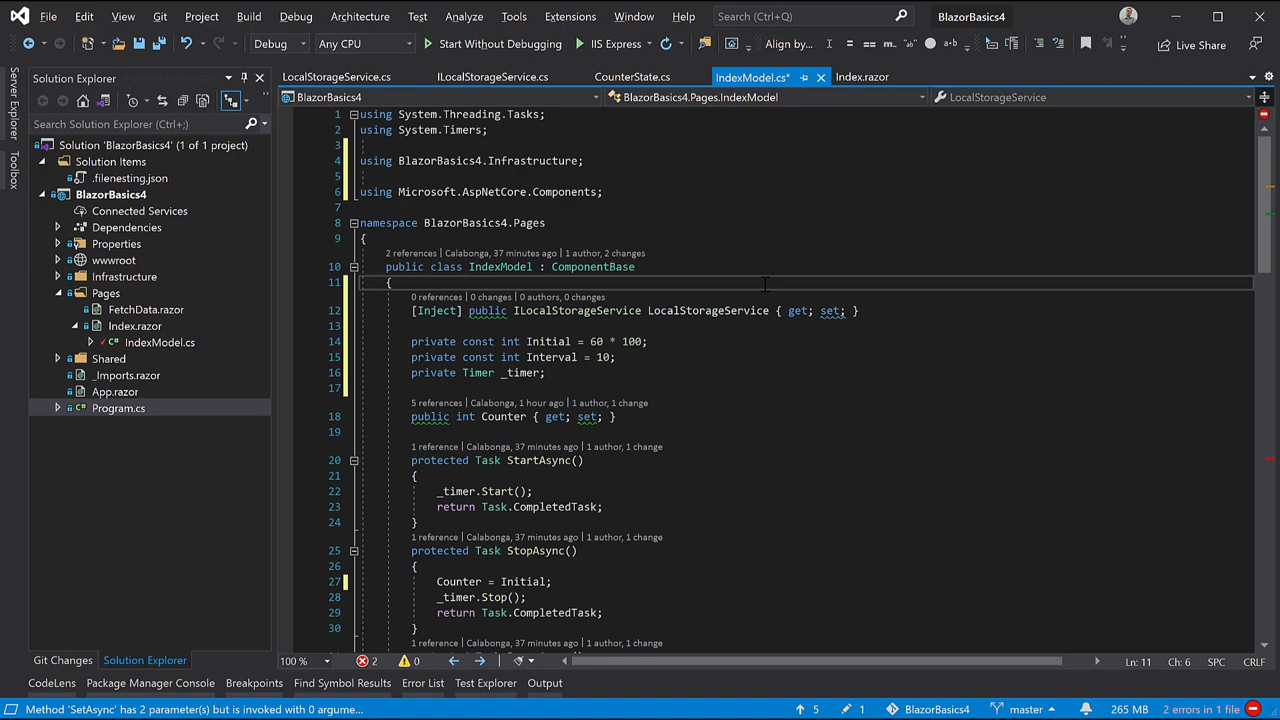 File Edit View Git Project Build Debug Architecture Test Analyze Tools Extensions Window Help Search (Ctrl+Q) BlazorBasics4
Debug Any CPU Start Without Debugging IIS Express Align by... Live Share
Server Explorer
Toolbox
Solution Explorer
Search Solution Explorer (Ctrl+;)
Solution 'BlazorBasics4' (1 of 1 project)
Solution Items
.filenesting.json
BlazorBasics4
Connected Services
Dependencies
Properties
wwwroot
Infrastructure
Pages
FetchData.razor
Index.razor
IndexModel.cs
Shared
_Imports.razor
App.razor
Program.cs
Git Changes Solution Explorer
LocalStorageService.cs ILocalStorageService.cs CounterState.cs IndexModel.cs* Index.razor
BlazorBasics4 BlazorBasics4.Pages.IndexModel LocalStorageService
1 using System.Threading.Tasks;
2 using System.Timers;
3
4 using BlazorBasics4.Infrastructure;
5
6 using Microsoft.AspNetCore.Components;
7
8 namespace BlazorBasics4.Pages
9 {
2 references | Calabonga, 37 minutes ago | 1 author, 2 changes
10 public class IndexModel : ComponentBase
11 {
0 references | 0 changes | 0 authors, 0 changes
12 [Inject] public ILocalStorageService LocalStorageService { get; set; }
13
14 private const int Initial = 60 * 100;
15 private const int Interval = 10;
16 private Timer _timer;
17
5 references | Calabonga, 1 hour ago | 1 author, 1 change
18 public int Counter { get; set; }
19
1 reference | Calabonga, 37 minutes ago | 1 author, 1 change
20 protected Task StartAsync()
21 {
22 _timer.Start();
23 return Task.CompletedTask;
24 }
1 reference | Calabonga, 37 minutes ago | 1 author, 1 change
25 protected Task StopAsync()
26 {
27 Counter = Initial;
28 _timer.Stop();
29 return Task.CompletedTask;
30 }
1 reference | Calabonga, 37 minutes ago | 1 author, 1 change
100 % 2 0 Ln: 11 Ch: 6 SPC CRLF
CodeLens Package Manager Console Breakpoints Find Symbol Results Error List Test Explorer Output
Method 'SetAsync' has 2 parameter(s) but is invoked with 0 argume... 5 1 BlazorBasics4 master 265 MB 2 errors in 1 file